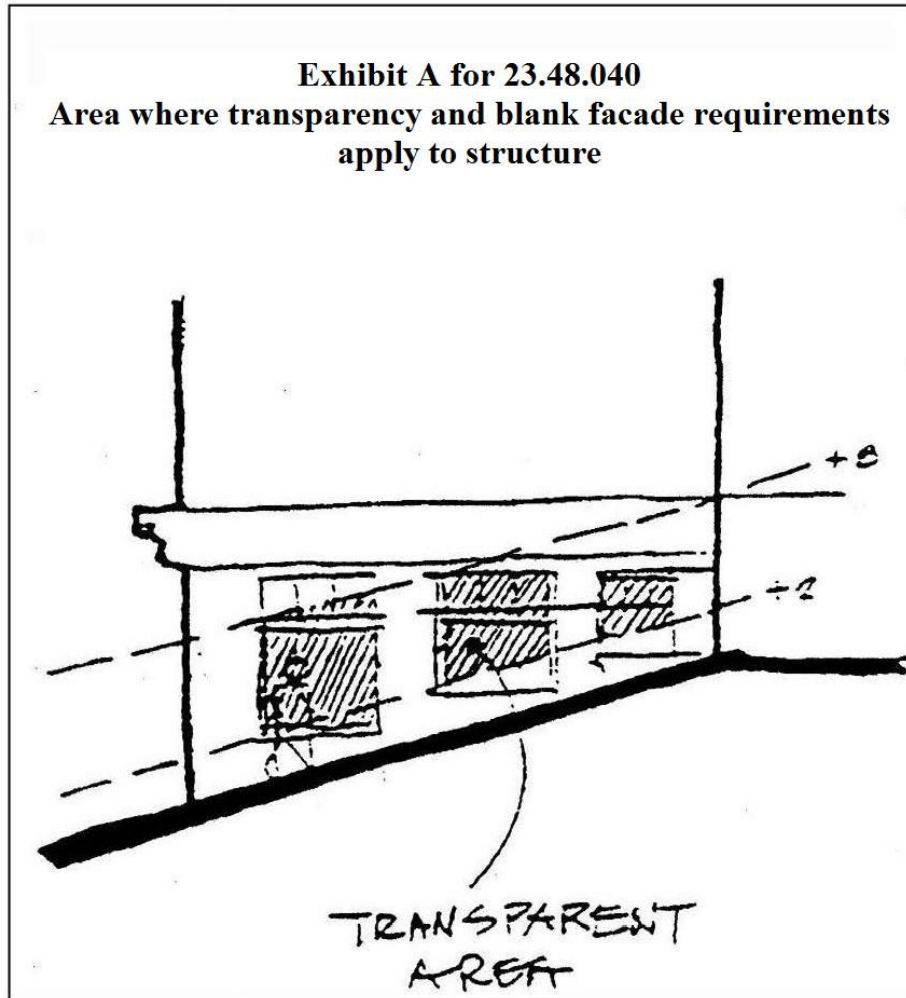 Exhibit A for 23.48.040
Area where transparency and blank facade requirements
apply to structure
+8
+2
TRANSPARENT
AREA